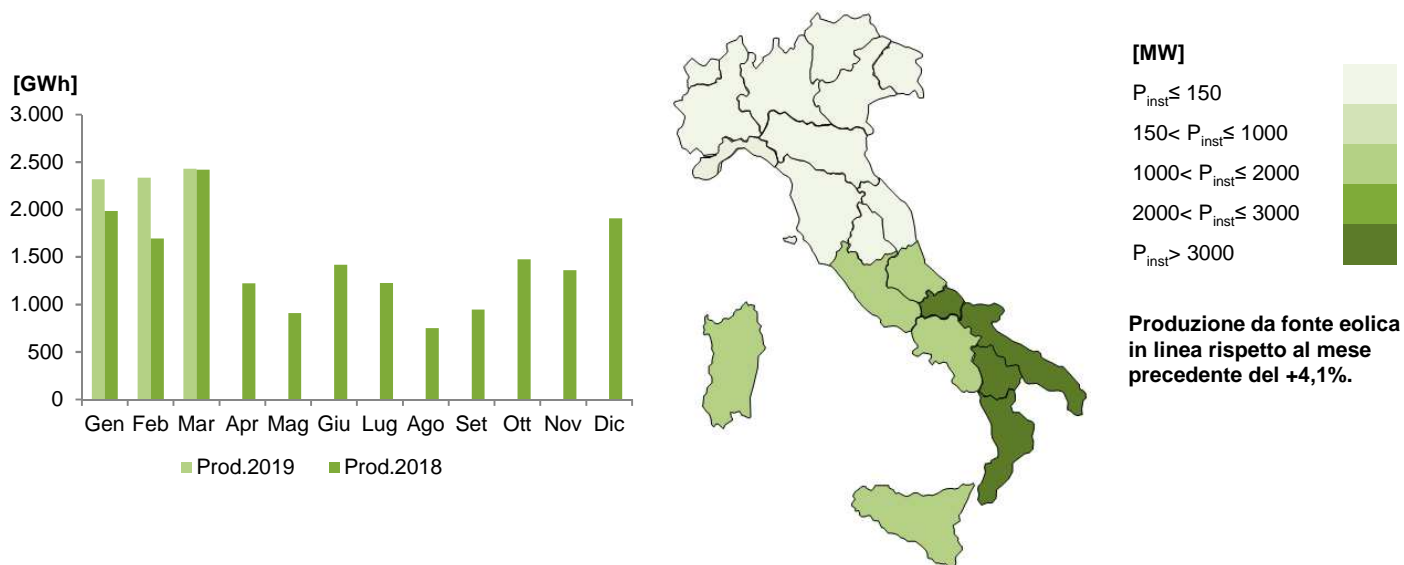 [GWh]
3.000
2.500
2.000
1.500
1.000
500
0
Gen Feb Mar Apr Mag Giu Lug Ago Set Ott Nov Dic
Prod.2019 Prod.2018
[MW]
Pinst≤ 150
150< Pinst≤ 1000
1000< Pinst≤ 2000
2000< Pinst≤ 3000
Pinst> 3000
Produzione da fonte eolica
in linea rispetto al mese
precedente del +4,1%.